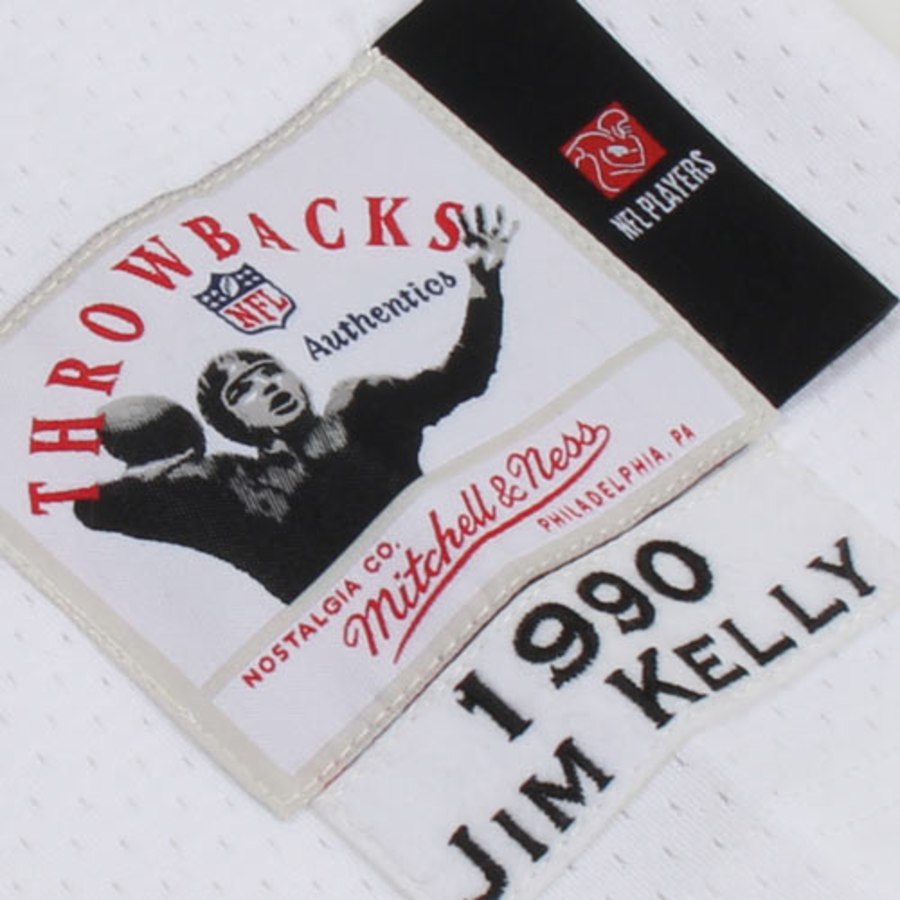 THROWBACKS
NFL
Authentics
NFL PLAYERS
NOSTALGIA CO.
Mitchell & Ness
PHILADELPHIA, PA
1990
JIM KELLY